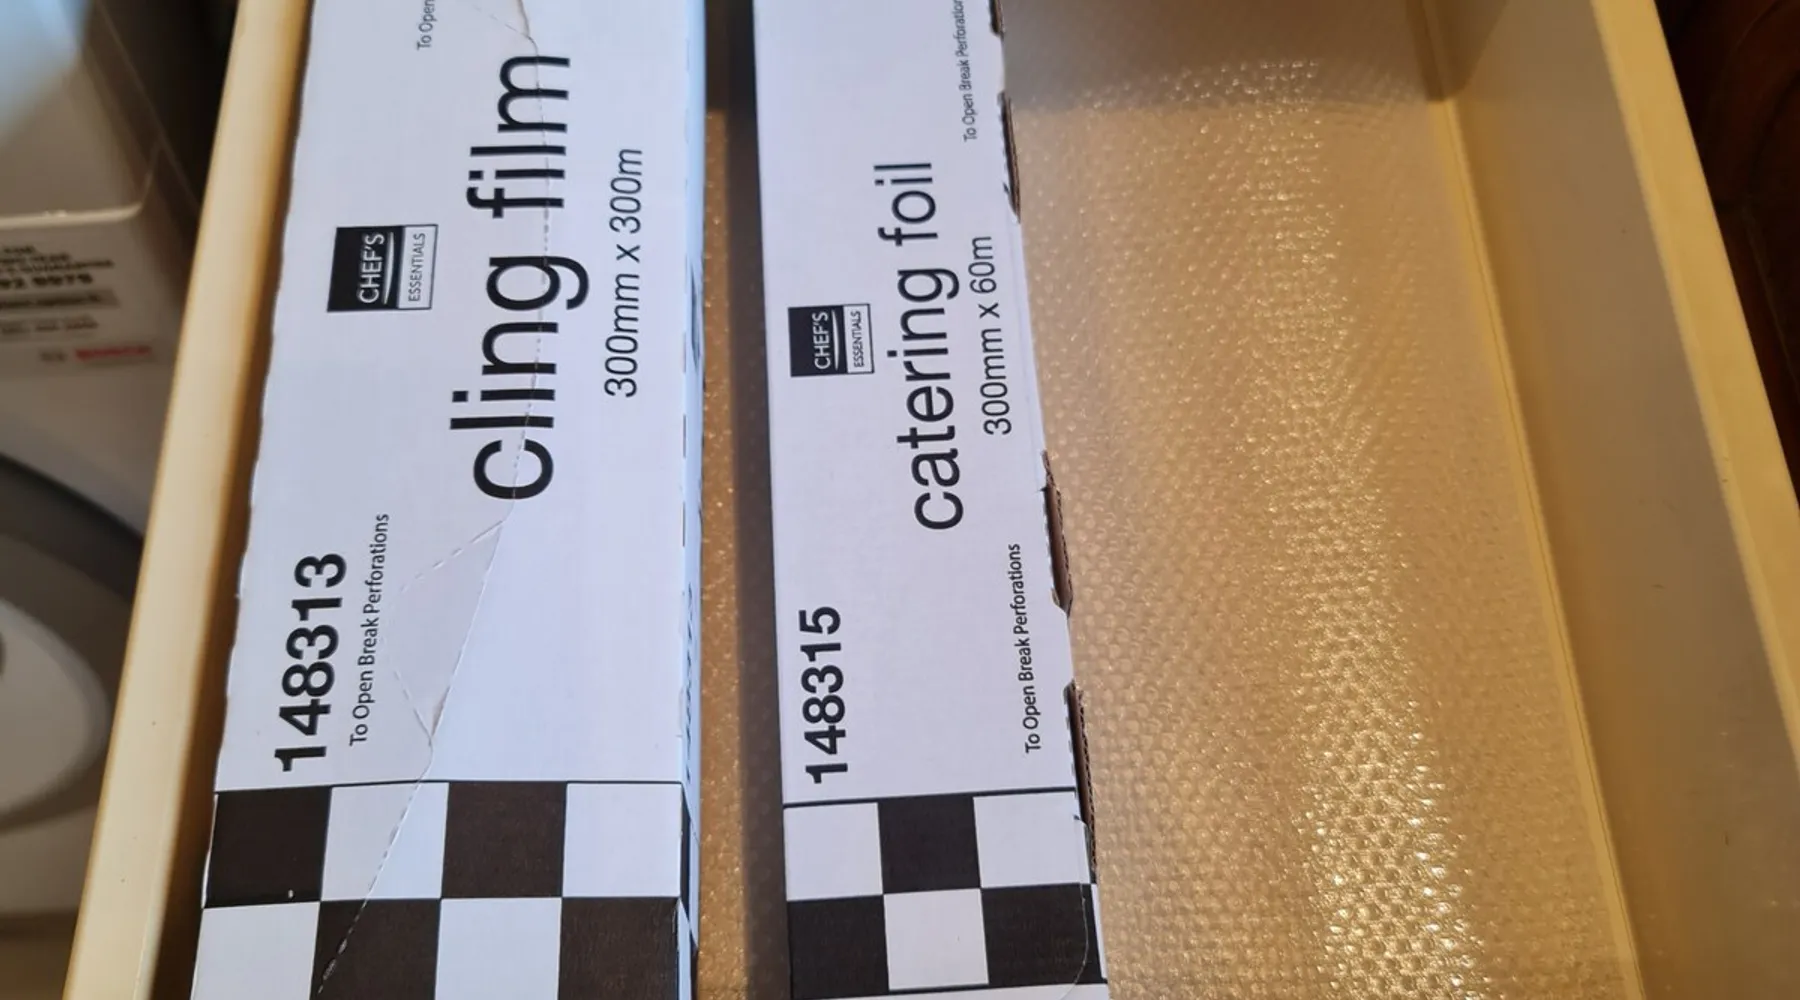 To Open
CHEF'S
ESSENTIALS
cling film
300mm x 300m
148313
To Open Break Perforations
To Open Break Perforation
CHEF'S
ESSENTIALS
catering foil
300mm x 60m
148315
To Open Break Perforations